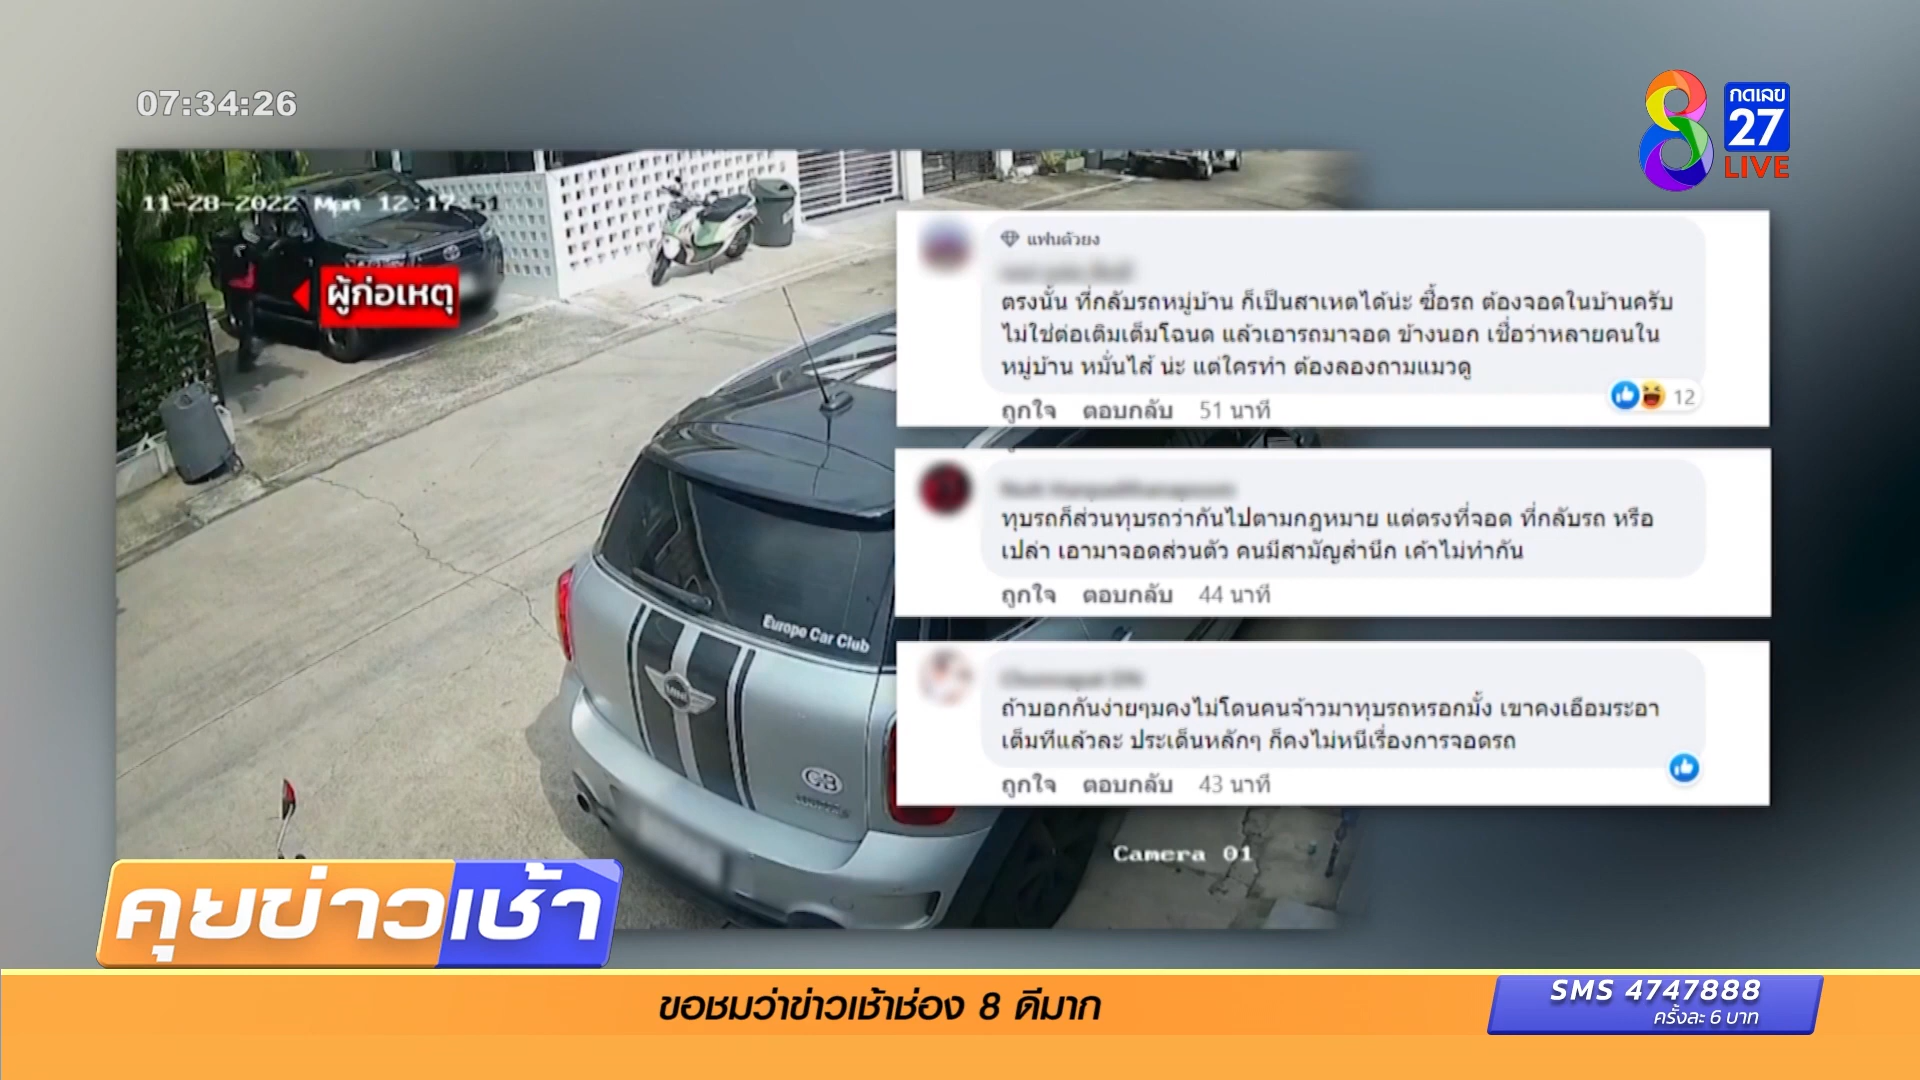 07:34:26
กดเลข
27
LIVE
11-28-2022 Mon 12:17:51
ผู้ก่อเหตุ
แฟนตัวยง
ตรงนั้น ที่กลับรถหมู่บ้าน ก็เป็นสาเหตุได้น่ะ ซื้อรถ ต้องจอดในบ้านครับ
ไม่ใช่ต่อเติมเต็มโฉนด แล้วเอารถมาจอด ข้างนอก เชื่อว่าหลายคนใน
หมู่บ้าน หมั่นไส้ น่ะ แต่ใครทำ ต้องลองถามแมวดู
ถูกใจ ตอบกลับ 51 นาที
12
ทุบรถก็ส่วนทุบรถว่ากันไปตามกฎหมาย แต่ตรงที่จอด ที่กลับรถ หรือ
เปล่า เอามาจอดส่วนตัว คนมีสามัญสำนึก เค้าไม่ทำกัน
ถูกใจ ตอบกลับ 44 นาที
ถ้าบอกกันง่ายๆมคงไม่โดนคนจ้าวมาทุบรถหรอกมั้ง เขาคงเอือมระอา
เต็มทีแล้วละ ประเด็นหลักๆ ก็คงไม่หนีเรื่องการจอดรถ
ถูกใจ ตอบกลับ 43 นาที
Europe Car Club
MINI
Camera 01
คุยข่าวเช้า
ขอชมว่าข่าวเช้าช่อง 8 ดีมาก
SMS 4747888
ครั้งละ 6 บาท